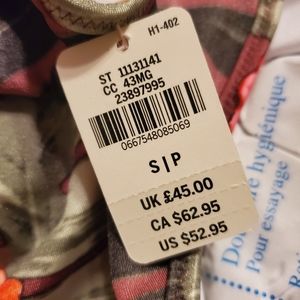 H1-402
ST 11131141
CC 43MG
23897995
0667548085069
S|P
UK £45.00
CA $62.95
US $52.95
hygiénique
Pour essayage